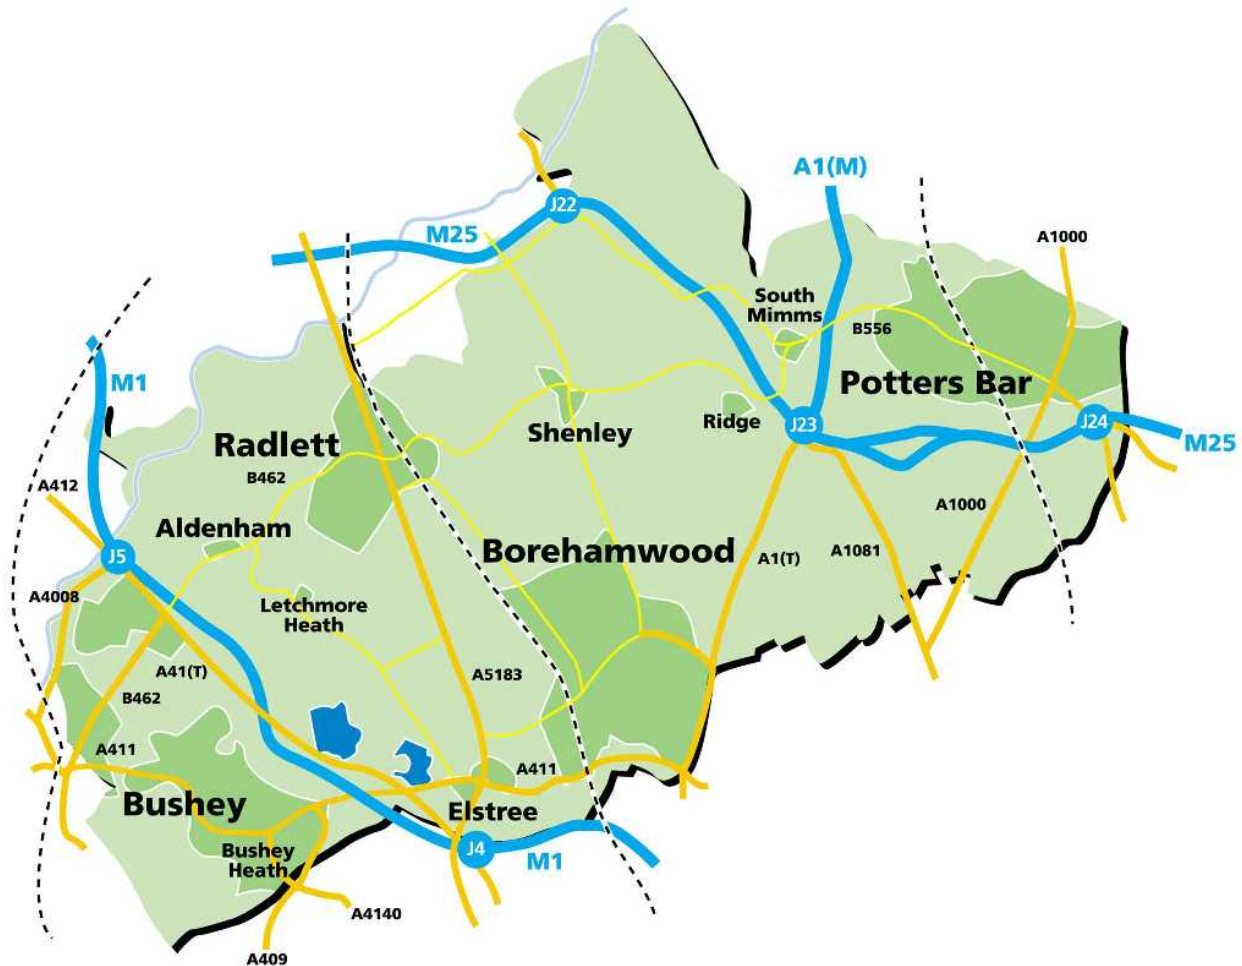 A1(M)
J22
M25
A1000
South
Mimms
B556
M1
Potters Bar
Radlett
Shenley
Ridge
J23
J24
M25
B462
A412
A1000
Aldenham
Borehamwood
J5
A1(T)
A1081
A4008
Letchmore
Heath
A41(T)
A5183
B462
A411
A411
Bushey
Elstree
Bushey
Heath
J4
M1
A4140
A409